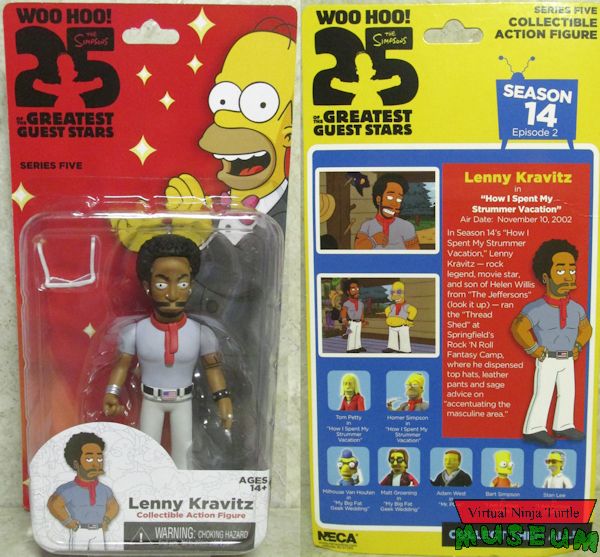 WOO HOO!
THE
SIMPSONS
25
OF THE GREATEST
GUEST STARS
SERIES FIVE
AGES
14+
Lenny Kravitz
Collectible Action Figure
WARNING: CHOKING HAZARD
WOO HOO!
THE
SIMPSONS
25
OF THE GREATEST
GUEST STARS
SERIES FIVE
COLLECTIBLE
ACTION FIGURE
SEASON
14
Episode 2
Lenny Kravitz
in
"How I Spent My
Strummer Vacation"
Air Date: November 10, 2002
In Season 14's "How I
Spent My Strummer
Vacation," Lenny
Kravitz — rock
legend, movie star,
and son of Helen Willis
from "The Jeffersons"
(look it up) — ran
the "Thread
Shed" at
Springfield's
Rock 'N Roll
Fantasy Camp,
where he dispensed
top hats, leather
pants and sage
advice on
"accentuating the
masculine area."
Tom Petty
in
"How I Spent My
Strummer
Vacation"
Homer Simpson
in
"How I Spent My
Strummer
Vacation"
Milhouse Van Houten
in
"My Big Fat
Geek Wedding"
Matt Groening
in
"My Big Fat
Geek Wedding"
Adam West
in
Bart Simpson
Stan Lee
NECA
COLLECT THEM ALL!
Virtual Ninja Turtle
MUSEUM